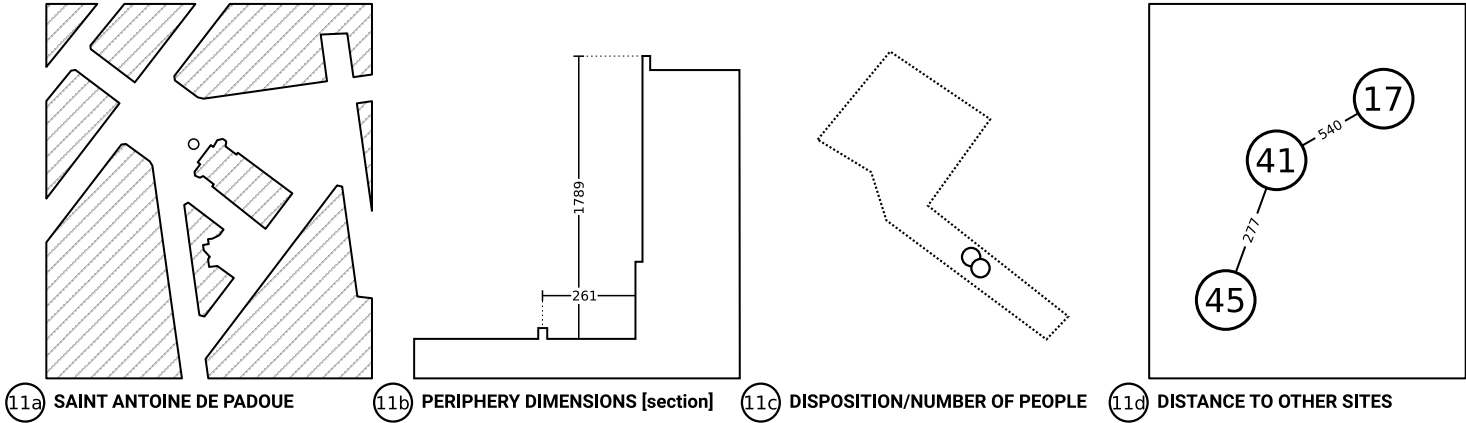 1789
261
540
277
17
41
45
11a SAINT ANTOINE DE PADOUE
11b PERIPHERY DIMENSIONS [section]
11c DISPOSITION/NUMBER OF PEOPLE
11d DISTANCE TO OTHER SITES